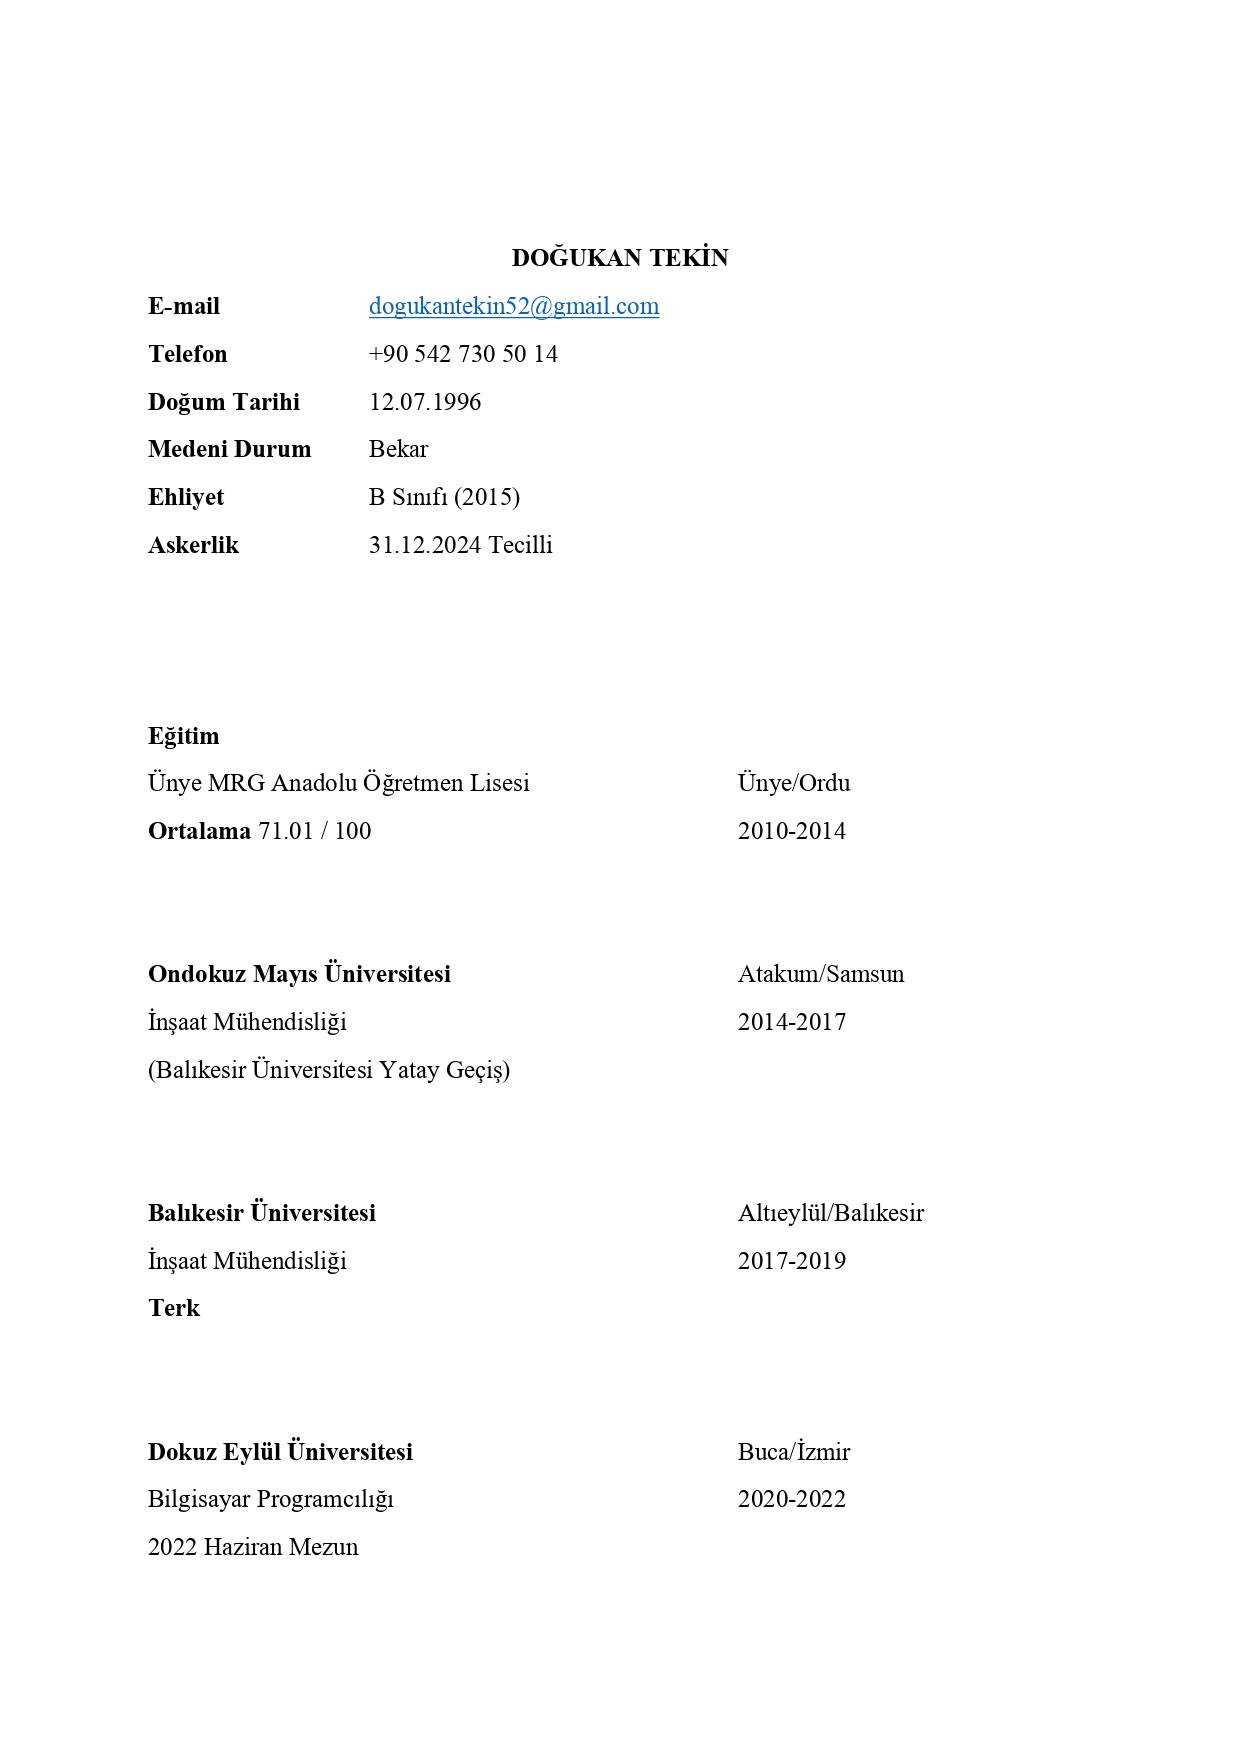 DOĞUKAN TEKİN
E-mail dogukantekin52@gmail.com
Telefon +90 542 730 50 14
Doğum Tarihi 12.07.1996
Medeni Durum Bekar
Ehliyet B Sınıfı (2015)
Askerlik 31.12.2024 Tecilli
Eğitim
Ünye MRG Anadolu Öğretmen Lisesi Ünye/Ordu
Ortalama 71.01 / 100 2010-2014
Ondokuz Mayıs Üniversitesi Atakum/Samsun
İnşaat Mühendisliği 2014-2017
(Balıkesir Üniversitesi Yatay Geçiş)
Balıkesir Üniversitesi Altıeylül/Balıkesir
İnşaat Mühendisliği 2017-2019
Terk
Dokuz Eylül Üniversitesi Buca/İzmir
Bilgisayar Programcılığı 2020-2022
2022 Haziran Mezun